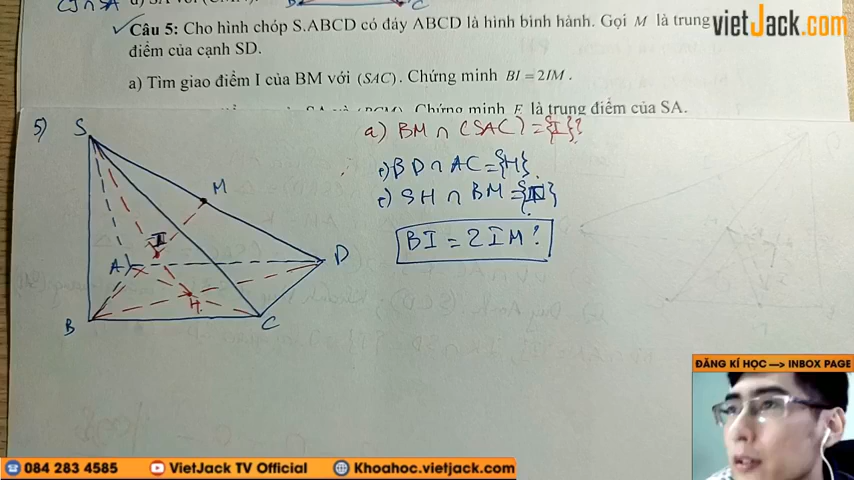 d) SA
Câu 5: Cho hình chóp S.ABCD có đáy ABCD là hình bình hành. Gọi M là trung
điểm của cạnh SD.
a) Tìm giao điểm I của BM với (SAC). Chứng minh BI = 2IM.
Chứng minh E là trung điểm của SA.
vietJack.com
5)
S
M
I
A
D
H
B
C
a) BM ∩ (SAC) = {I}?
BD ∩ AC = {H}
SH ∩ BM =
BI = 2IM?
ĐĂNG KÍ HỌC ---> INBOX PAGE
084 283 4585
VietJack TV Official
Khoahoc.vietjack.com